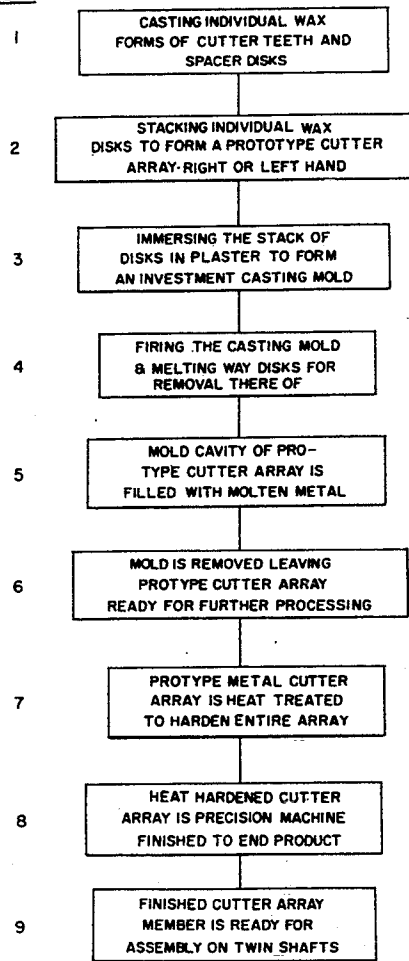 1
CASTING INDIVIDUAL WAX
FORMS OF CUTTER TEETH AND
SPACER DISKS
2
STACKING INDIVIDUAL WAX
DISKS TO FORM A PROTOTYPE CUTTER
ARRAY-RIGHT OR LEFT HAND
3
IMMERSING THE STACK OF
DISKS IN PLASTER TO FORM
AN INVESTMENT CASTING MOLD
4
FIRING THE CASTING MOLD
& MELTING WAY DISKS FOR
REMOVAL THERE OF
5
MOLD CAVITY OF PRO-
TYPE CUTTER ARRAY IS
FILLED WITH MOLTEN METAL
6
MOLD IS REMOVED LEAVING
PROTYPE CUTTER ARRAY
READY FOR FURTHER PROCESSING
7
PROTYPE METAL CUTTER
ARRAY IS HEAT TREATED
TO HARDEN ENTIRE ARRAY
8
HEAT HARDENED CUTTER
ARRAY IS PRECISION MACHINE
FINISHED TO END PRODUCT
9
FINISHED CUTTER ARRAY
MEMBER IS READY FOR
ASSEMBLY ON TWIN SHAFTS